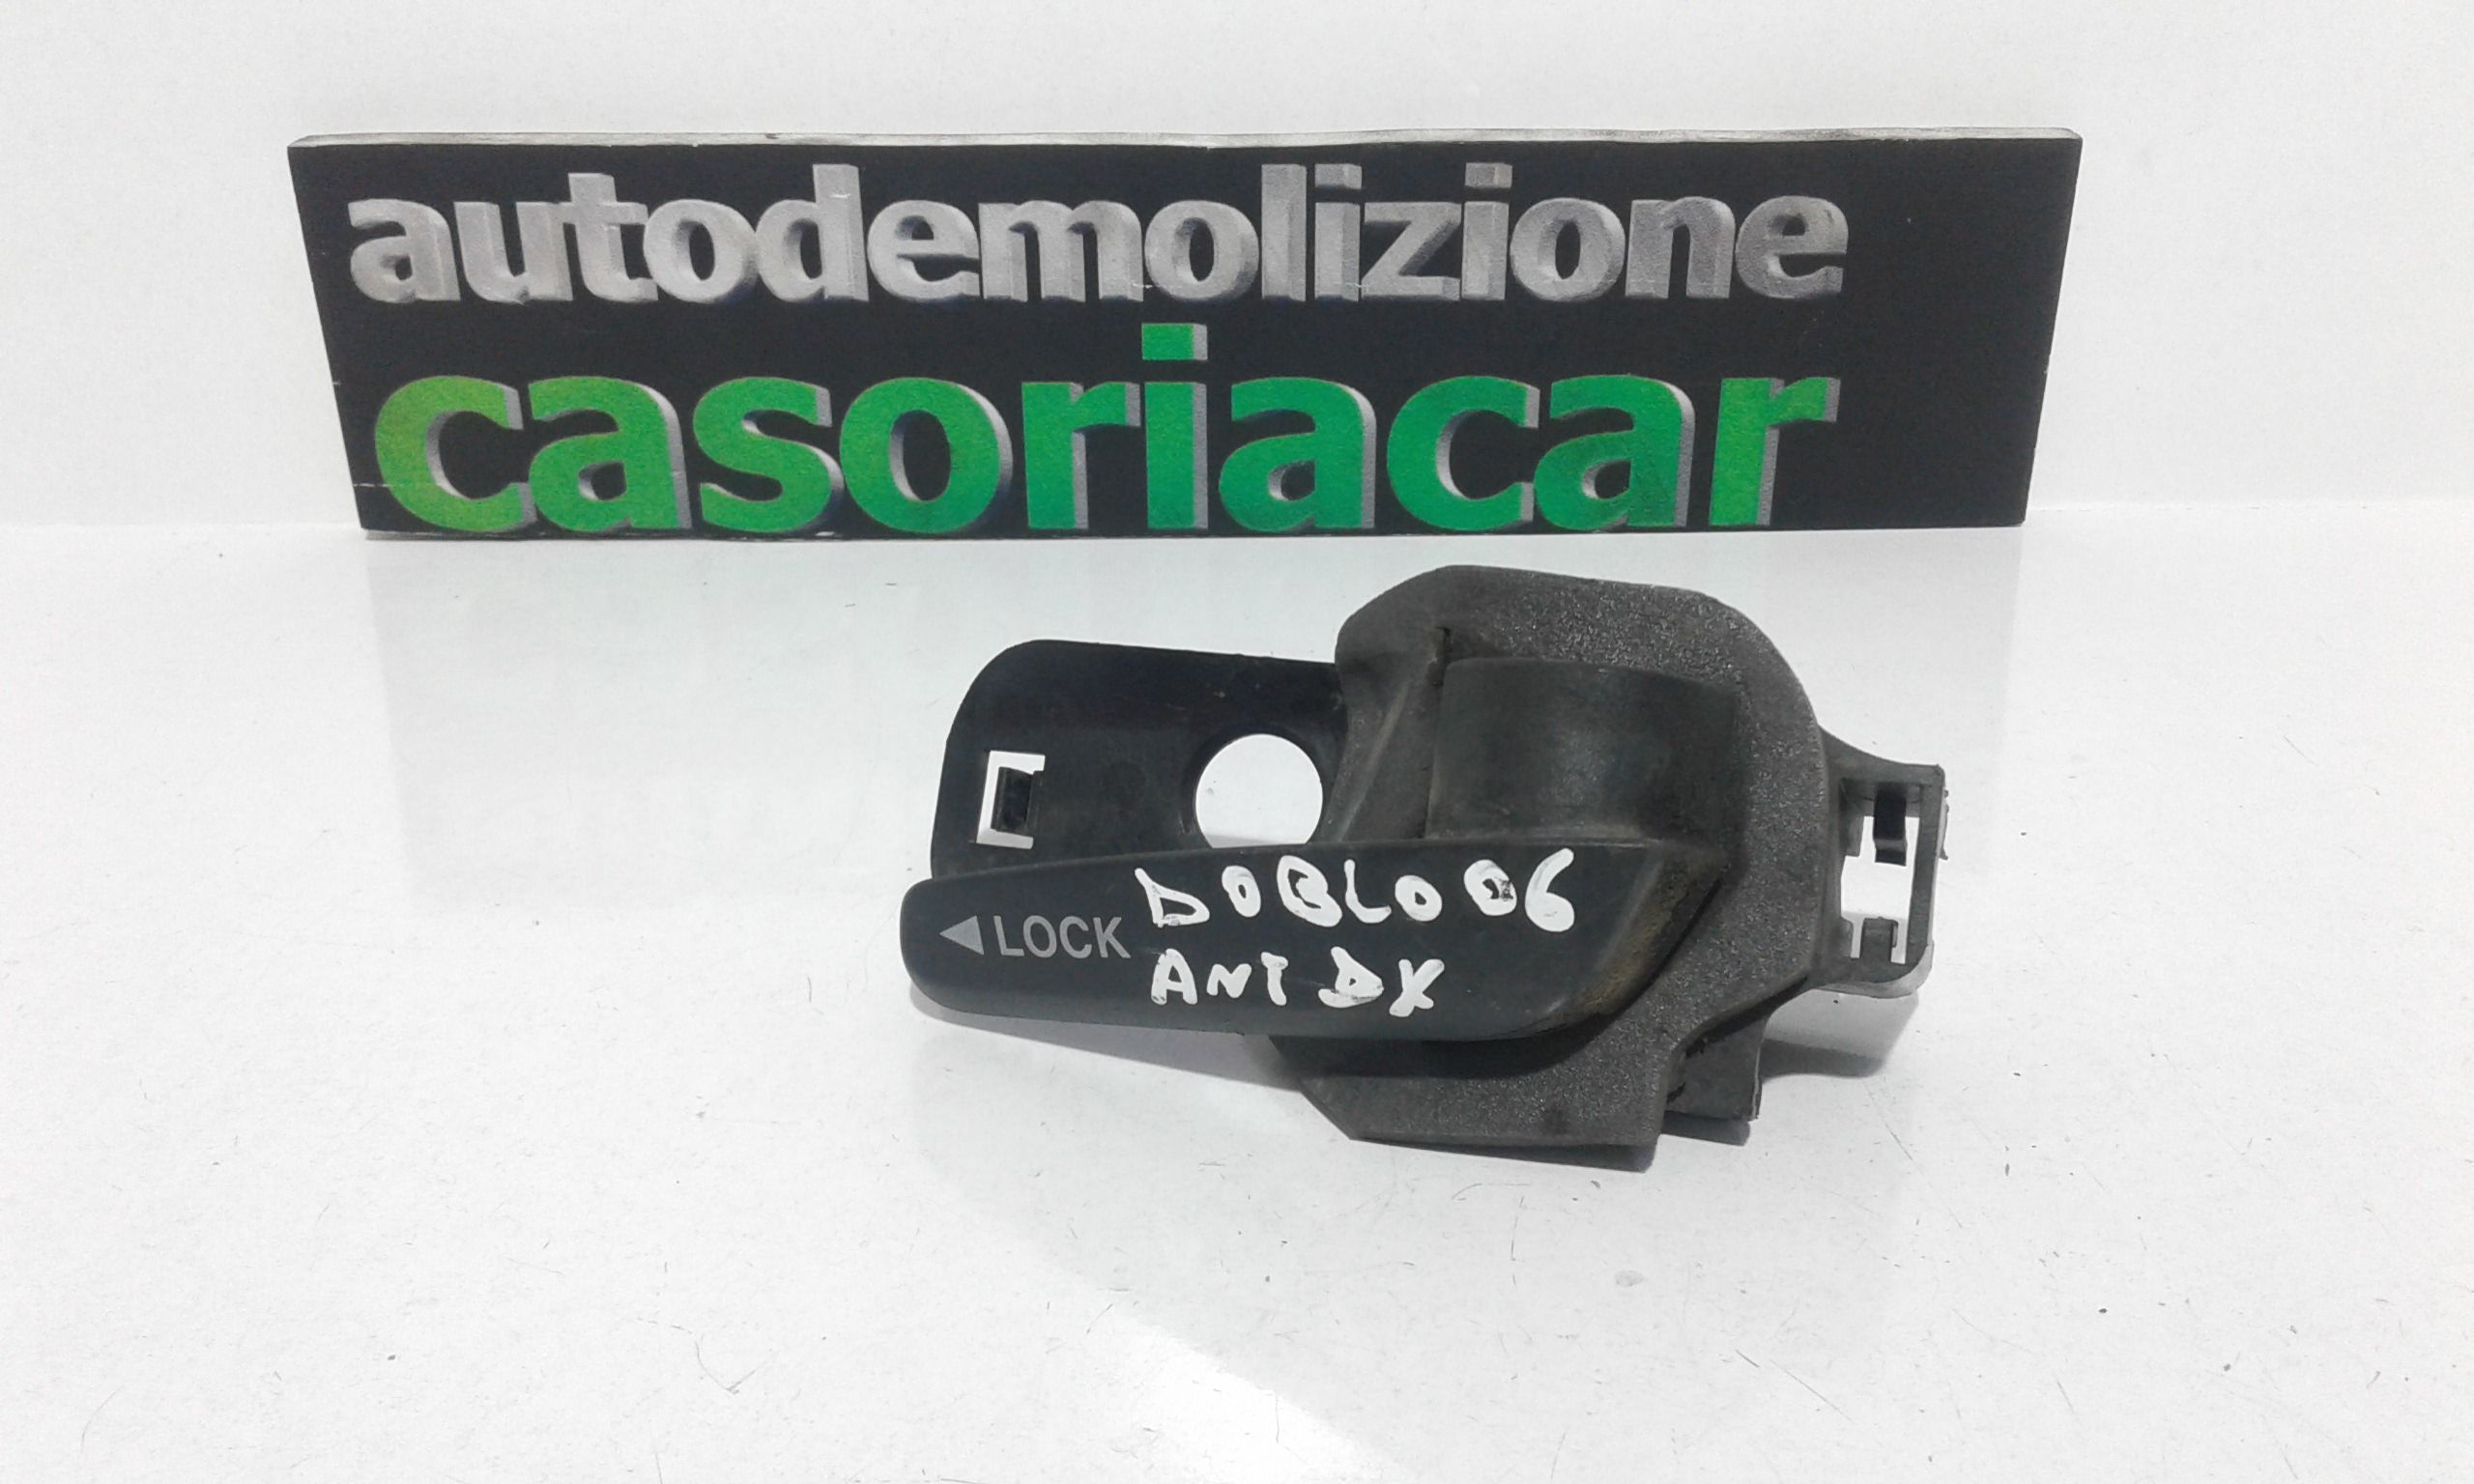 autodemolizione
casoriacar
◀LOCK DOBLO 06
ANT DX